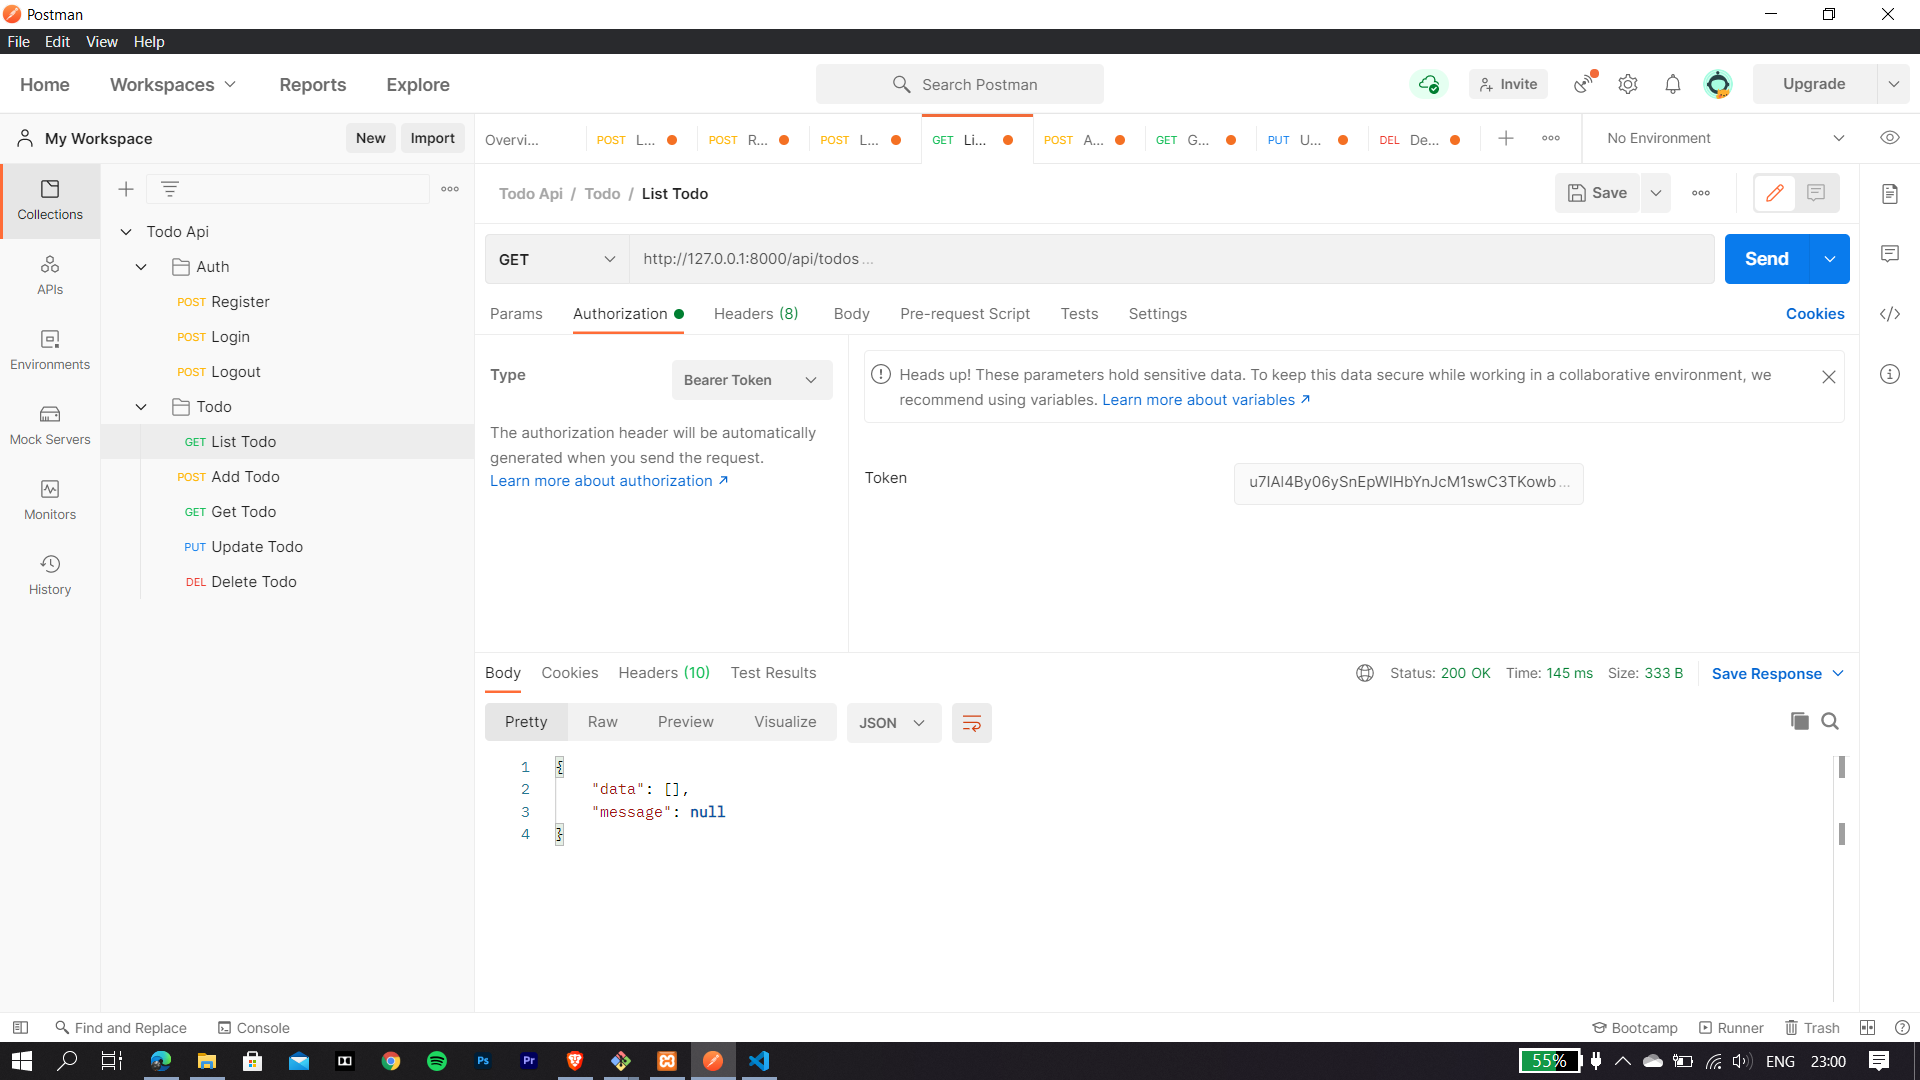 Postman
File Edit View Help
Home Workspaces Reports Explore
Search Postman
Invite
Upgrade
My Workspace
New Import
Overvi...
POST L...
POST R...
POST L...
GET Li...
POST A...
GET G...
PUT U...
DEL De...
No Environment
Collections
APIs
Environments
Mock Servers
Monitors
History
Todo Api
Auth
POST Register
POST Login
POST Logout
Todo
GET List Todo
POST Add Todo
GET Get Todo
PUT Update Todo
DEL Delete Todo
Todo Api / Todo / List Todo
Save
GET http://127.0.0.1:8000/api/todos ...
Send
Params Authorization Headers (8) Body Pre-request Script Tests Settings
Cookies
Type Bearer Token
The authorization header will be automatically
generated when you send the request.
Learn more about authorization ↗
Heads up! These parameters hold sensitive data. To keep this data secure while working in a collaborative environment, we
recommend using variables. Learn more about variables ↗
Token
u7IAl4By06ySnEpWlHbYnJcM1swC3TKowb ...
Body Cookies Headers (10) Test Results
Status: 200 OK Time: 145 ms Size: 333 B Save Response
Pretty Raw Preview Visualize JSON
1 {
2 "data": [],
3 "message": null
4 }
Find and Replace Console
Bootcamp Runner Trash
Ps
Pr
55%
ENG 23:00